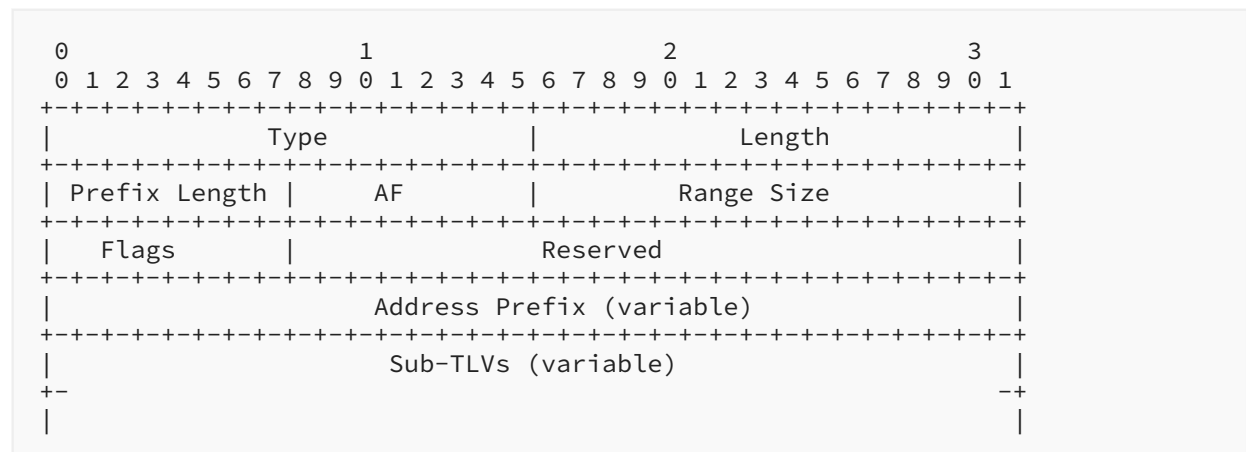 0                   1                   2                   3
 0 1 2 3 4 5 6 7 8 9 0 1 2 3 4 5 6 7 8 9 0 1 2 3 4 5 6 7 8 9 0 1
+-+-+-+-+-+-+-+-+-+-+-+-+-+-+-+-+-+-+-+-+-+-+-+-+-+-+-+-+-+-+-+-+
|              Type             |             Length            |
+-+-+-+-+-+-+-+-+-+-+-+-+-+-+-+-+-+-+-+-+-+-+-+-+-+-+-+-+-+-+-+-+
| Prefix Length |     AF        |         Range Size            |
+-+-+-+-+-+-+-+-+-+-+-+-+-+-+-+-+-+-+-+-+-+-+-+-+-+-+-+-+-+-+-+-+
|   Flags       |                Reserved                       |
+-+-+-+-+-+-+-+-+-+-+-+-+-+-+-+-+-+-+-+-+-+-+-+-+-+-+-+-+-+-+-+-+
|                     Address Prefix (variable)                 |
+-+-+-+-+-+-+-+-+-+-+-+-+-+-+-+-+-+-+-+-+-+-+-+-+-+-+-+-+-+-+-+-+
|                      Sub-TLVs (variable)                      |
+-                                                             -+
|                                                               |